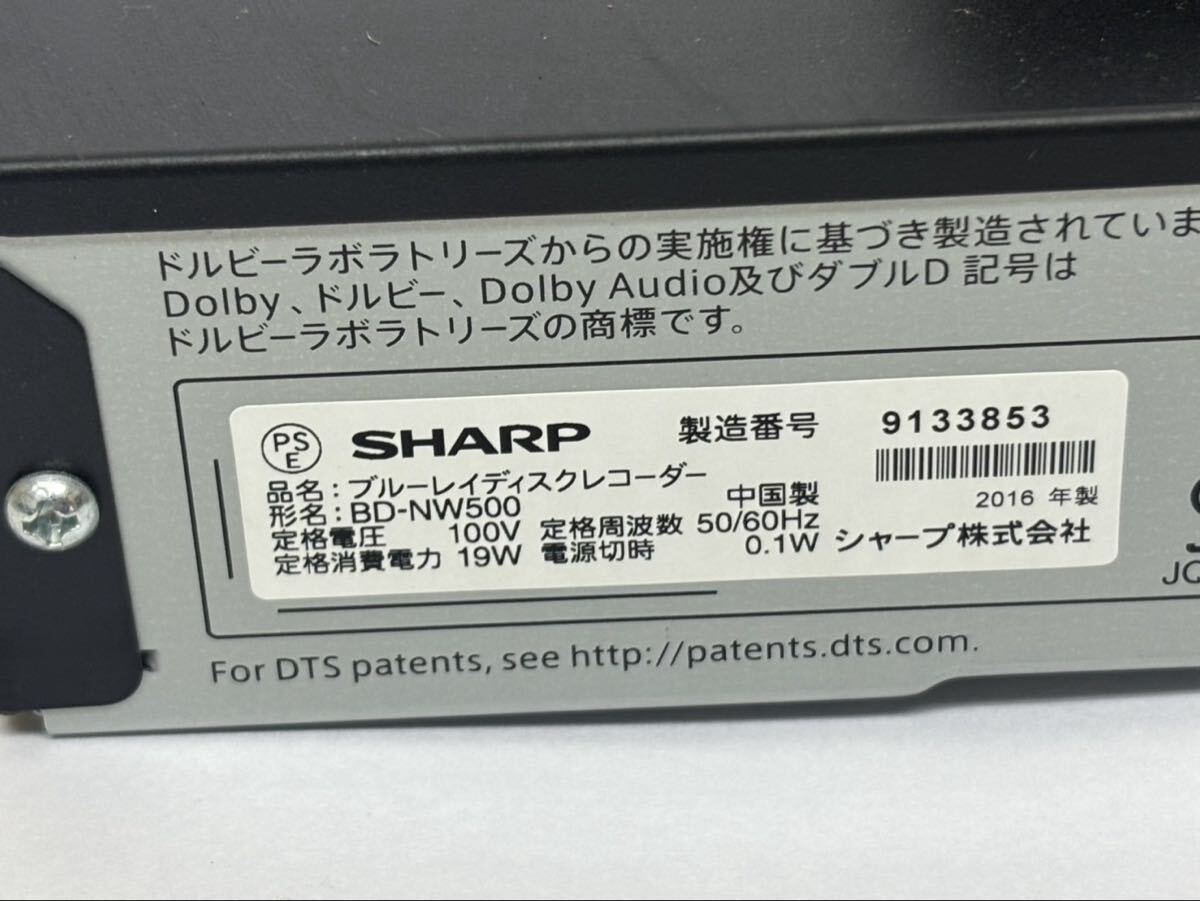 ドルビーラボラトリーズからの実施権に基づき製造されていま
Dolby、ドルビー、Dolby Audio及びダブルD 記号は
ドルビーラボラトリーズの商標です。
PS
E
SHARP 製造番号 9133853
品名:ブルーレイディスクレコーダー
形名:BD-NW500 中国製 2016 年製
定格電圧 100V 定格周波数 50/60Hz
定格消費電力 19W 電源切時 0.1W シャープ株式会社
JQ
For DTS patents, see http://patents.dts.com.